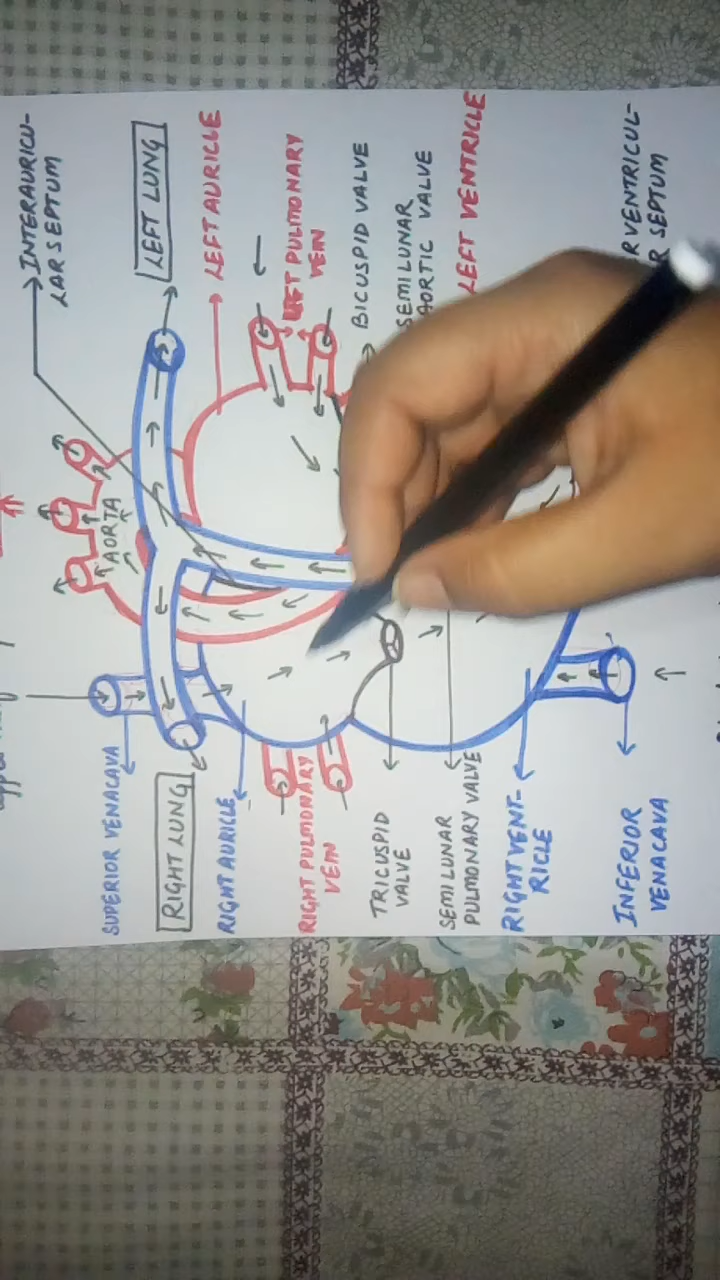 INTERAURICU-
LAR SEPTUM
LEFT LUNG
LEFT AURICLE
LEFT PULMONARY
VEIN
BICUSPID VALVE
SEMILUNAR
AORTIC VALVE
LEFT VENTRICLE
RVENTRICUL-
R SEPTUM
AORTA
SUPERIOR VENACAVA
RIGHT LUNG
RIGHT AURICLE
RIGHT PULMONARY
VEIN
TRICUSPID
VALVE
SEMILUNAR
PULMONARY VALVE
RIGHT VENT-
RICLE
INFERIOR
VENACAVA